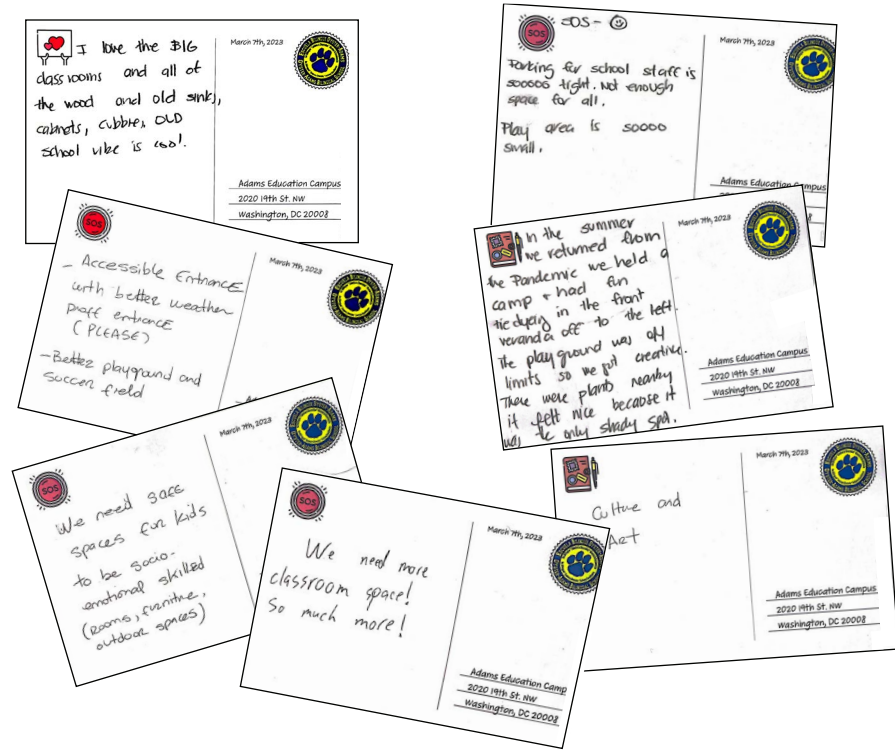 I love the BIG
classrooms and all of
the wood and old sinks,
cabnets, cubbies, OLD
school vibe is cool!
March 7th, 2023
Adams Education Campus
2020 19th St. NW
Washington, DC 20008
SOS
SOS -
Parking for school staff is
sooooo tight. Not enough
space for all.
Play area is soooo
small.
March 7th, 2023
Adams Education Campus
SOS
- Accessible Entrance
with better weather
proof entrance
(PLEASE)
- Better playground and
soccer field
March 7th, 2023
In the summer
we returned from
the Pandemic we held a
camp + had fun
tie dying in the front
veranda off to the left.
The playground was off
limits so we got creative.
There were plants nearby
it felt nice because it
was the only shady spot.
March 7th, 2023
Adams Education Campus
2020 19th St. NW
Washington, DC 20008
SOS
We need safe
spaces for kids
to be socio-
emotional skilled
(rooms, furnitue,
outdoor spaces)
March 7th, 2023
SOS
We need more
classroom space!
So much more!
March 7th, 2023
Adams Education Camp
2020 19th St. NW
Washington, DC 20008
Culture and
Art
March 7th, 2023
Adams Education Campus
2020 19th St. NW
Washington, DC 20008